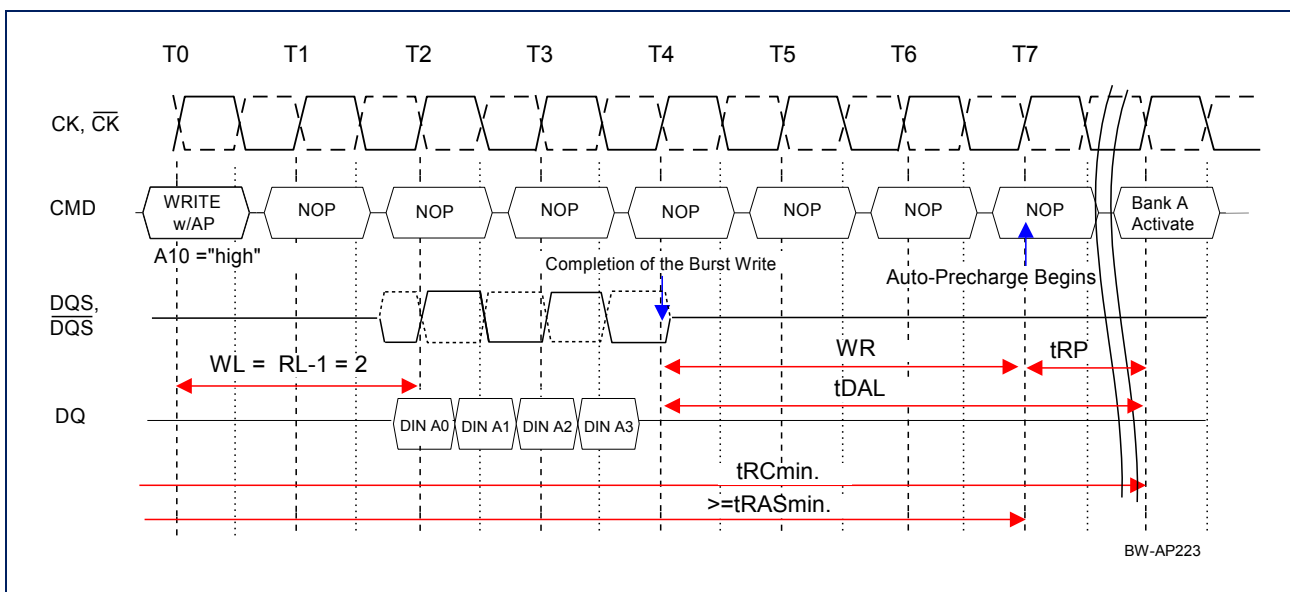 T0 T1 T2 T3 T4 T5 T6 T7
CK, CK
CMD
WRITE
w/AP
NOP NOP NOP NOP NOP NOP NOP
Bank A
Activate
A10 ="high"
Completion of the Burst Write
Auto-Precharge Begins
DQS,
DQS
WL = RL-1 = 2
WR
tRP
tDAL
DQ
DIN A0 DIN A1 DIN A2 DIN A3
tRCmin.
>=tRASmin.
BW-AP223